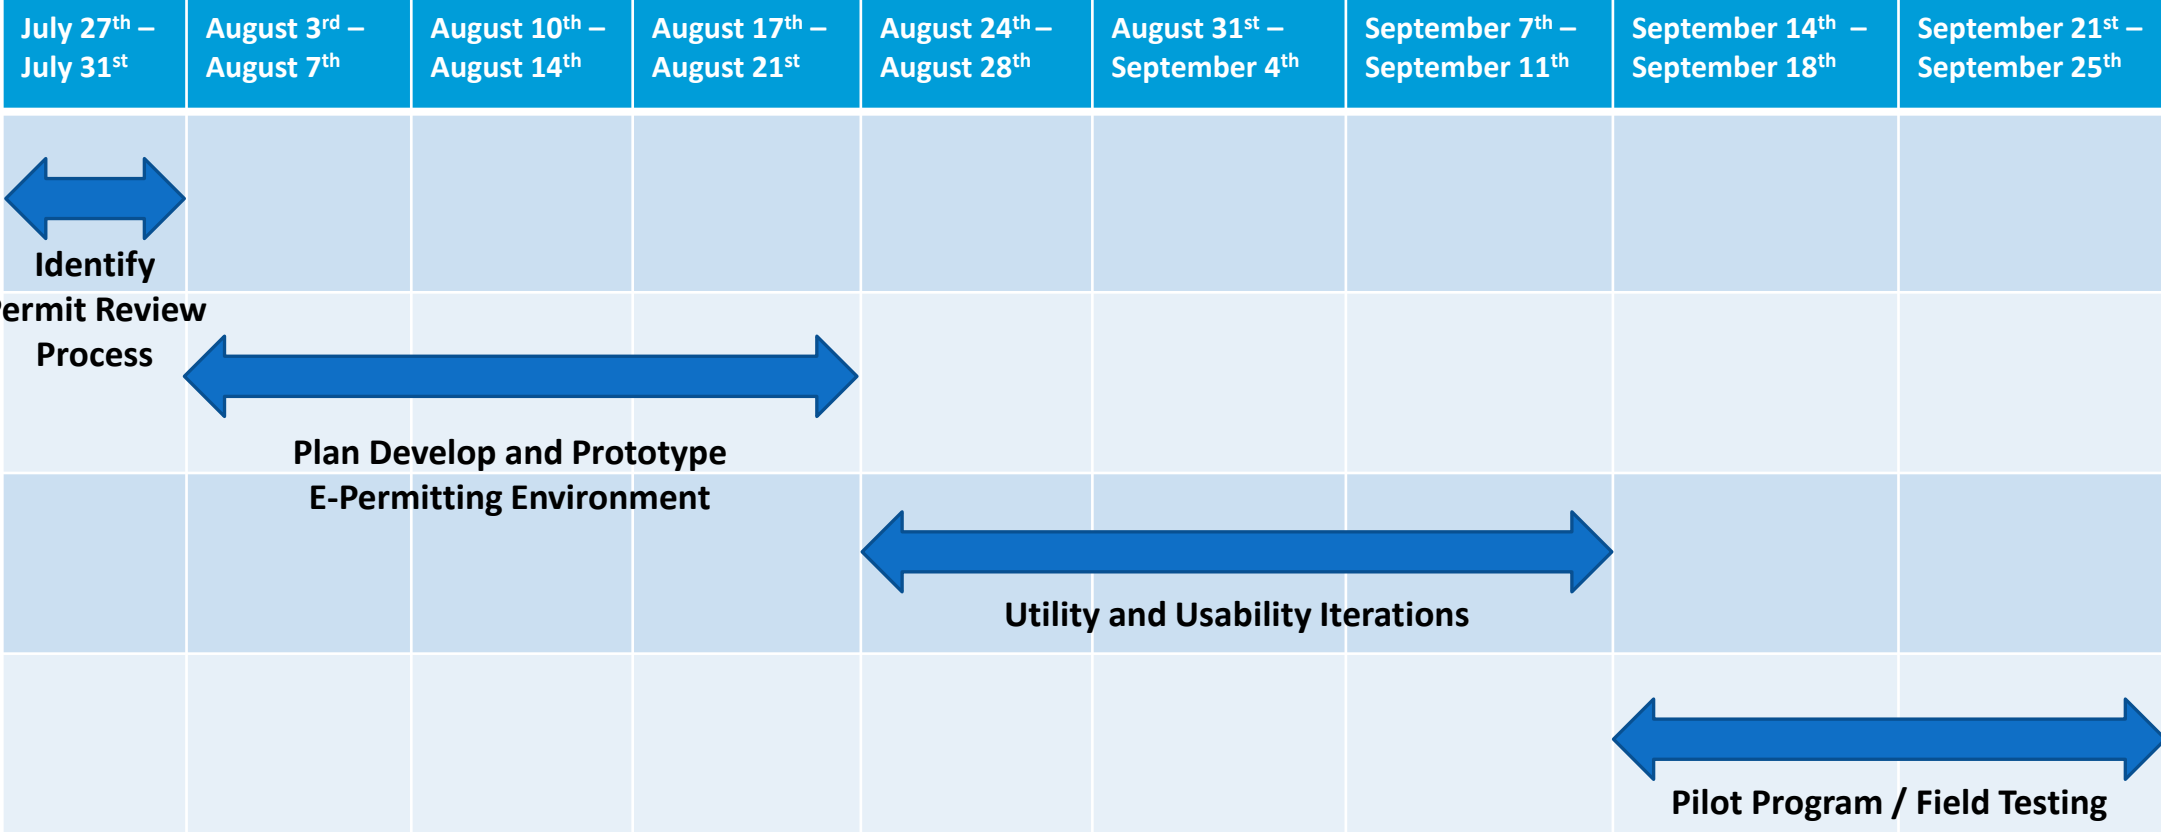 July 27th –
July 31st
August 3rd –
August 7th
August 10th –
August 14th
August 17th –
August 21st
August 24th –
August 28th
August 31st –
September 4th
September 7th –
September 11th
September 14th –
September 18th
September 21st –
September 25th
Identify
Permit Review
Process
Plan Develop and Prototype
E-Permitting Environment
Utility and Usability Iterations
Pilot Program / Field Testing